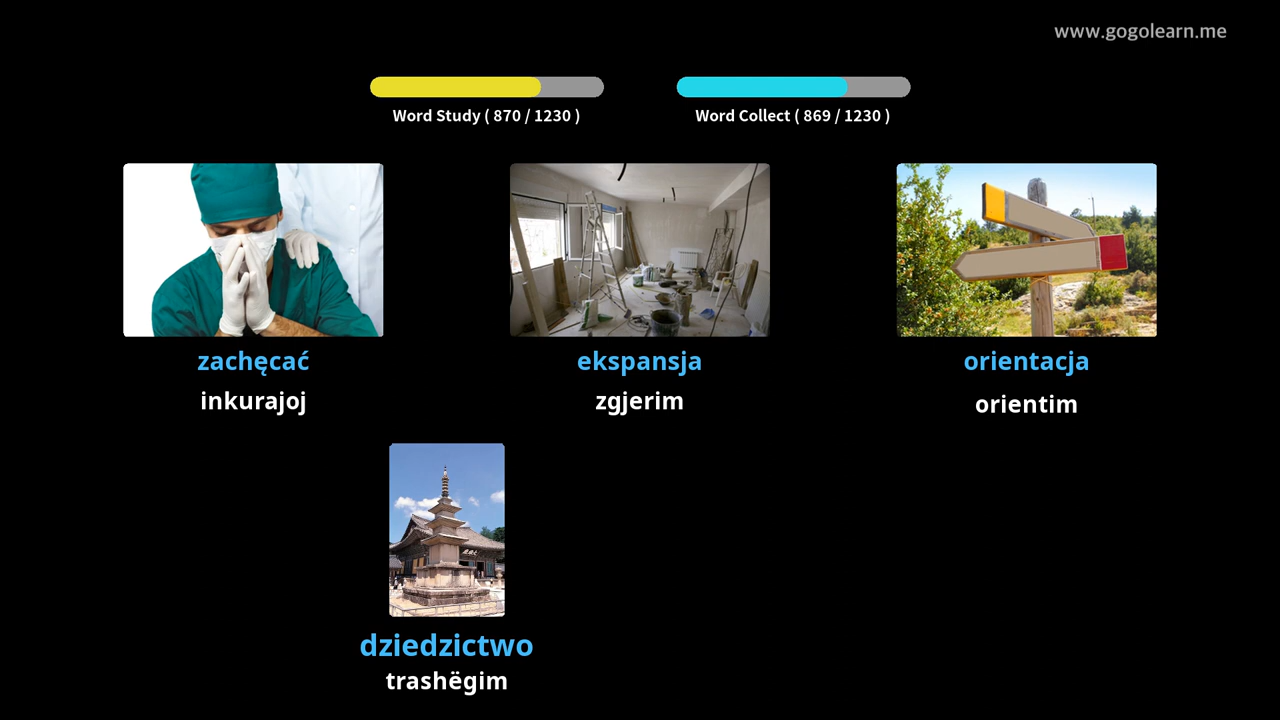 www.gogolearn.me
Word Study ( 870 / 1230 )
Word Collect ( 869 / 1230 )
zachęcać
inkurajoj
ekspansja
zgjerim
orientacja
orientim
dziedzictwo
trashëgim